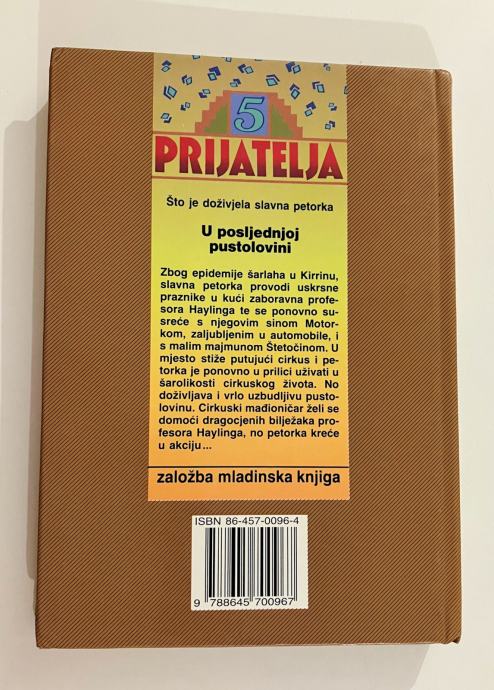 5
PRIJATELJA
Što je doživjela slavna petorka
U posljednjoj
pustolovini
Zbog epidemije šarlaha u Kirrinu,
slavna petorka provodi uskrsne
praznike u kući zaboravna profe-
sora Haylinga te se ponovno su-
sreće s njegovim sinom Motor-
kom, zaljubljenim u automobile, i
s malim majmunom Štetočinom. U
mjesto stiže putujući cirkus i pe-
torka je ponovno u prilici uživati u
šarolikosti cirkuskog života. No
doživljava i vrlo uzbudljivu pusto-
lovinu. Cirkuski mađioničar želi se
domoći dragocjenih bilježaka pro-
fesora Haylinga, no petorka kreće
u akciju...
založba mladinska knjiga
ISBN 86-457-0096-4
9 788645 700967